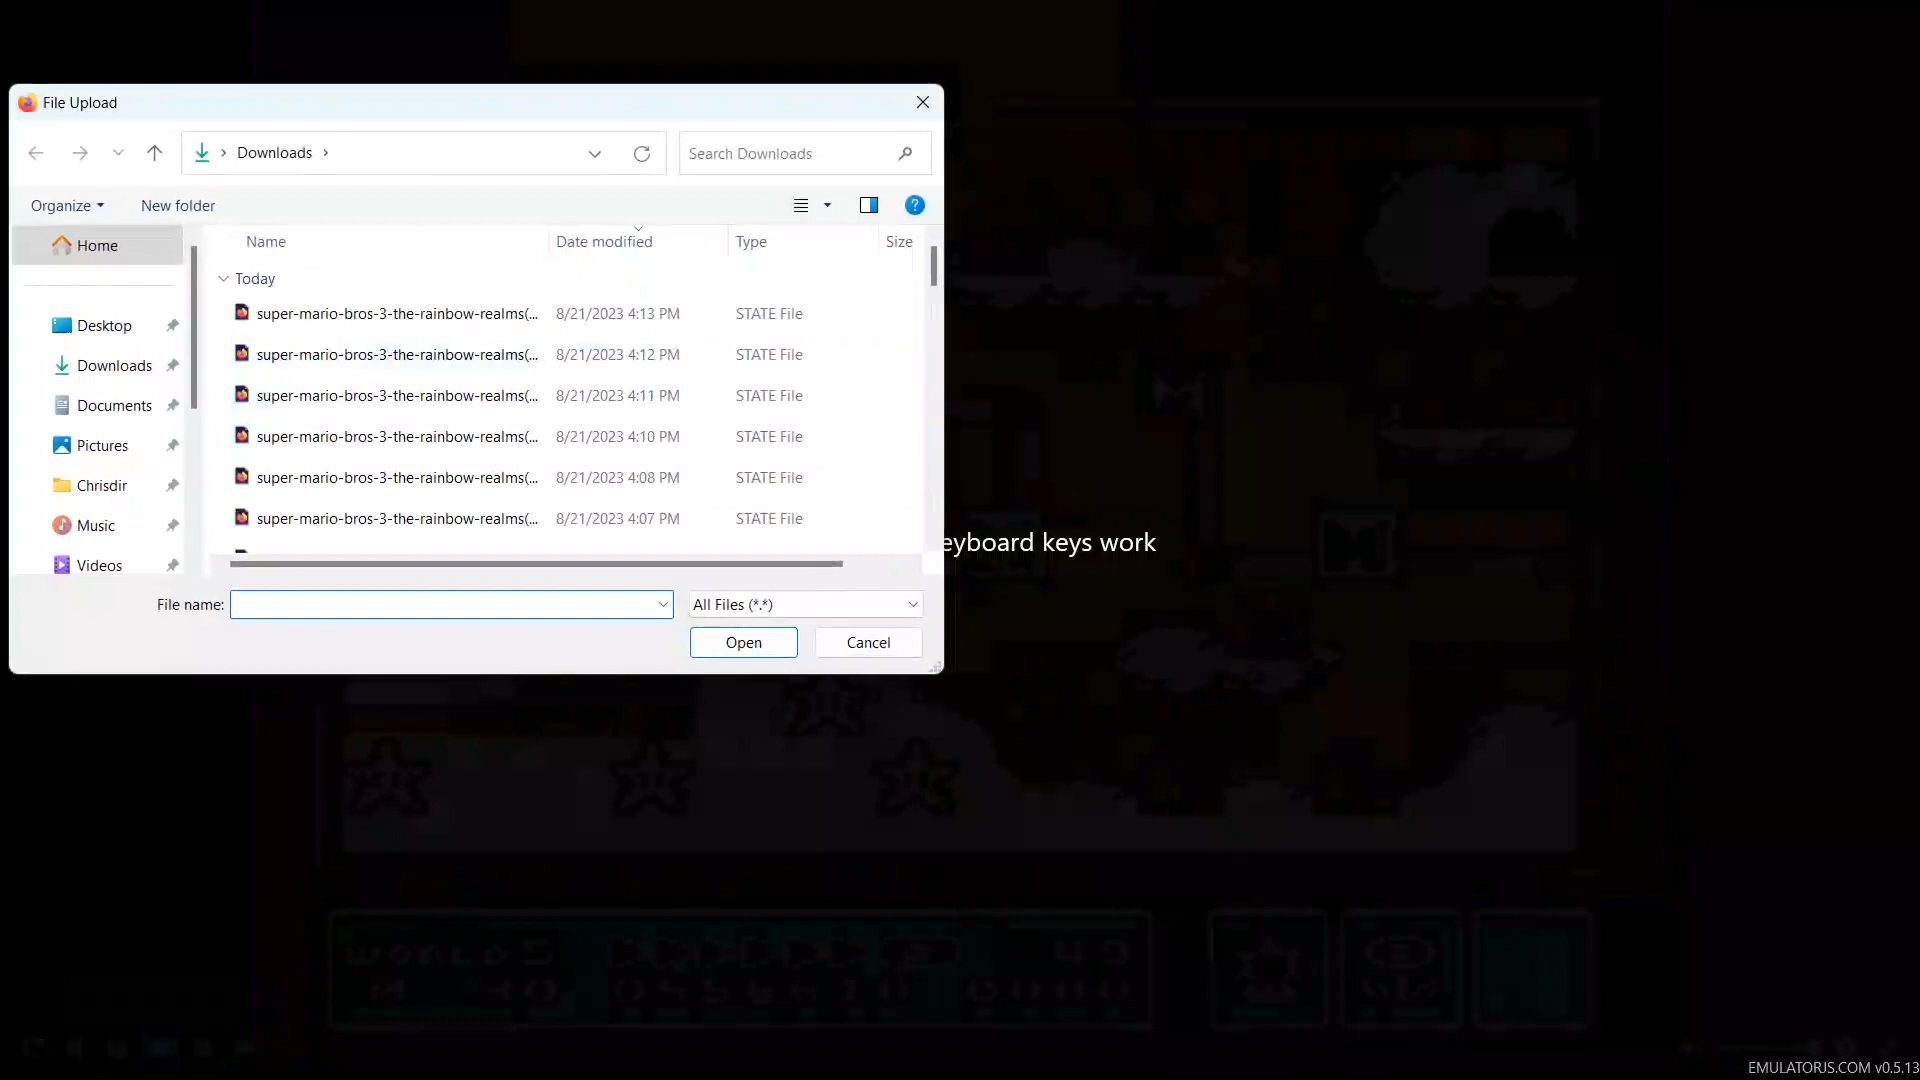 File Upload
Downloads
Search Downloads
Organize
New folder
Name
Date modified
Type
Size
Home
Today
super-mario-bros-3-the-rainbow-realms(... 8/21/2023 4:13 PM STATE File
Desktop
super-mario-bros-3-the-rainbow-realms(... 8/21/2023 4:12 PM STATE File
Downloads
super-mario-bros-3-the-rainbow-realms(... 8/21/2023 4:11 PM STATE File
Documents
super-mario-bros-3-the-rainbow-realms(... 8/21/2023 4:10 PM STATE File
Pictures
super-mario-bros-3-the-rainbow-realms(... 8/21/2023 4:08 PM STATE File
Chrisdir
super-mario-bros-3-the-rainbow-realms(... 8/21/2023 4:07 PM STATE File
Music
Videos
eyboard keys work
File name:
All Files (*.*)
Open
Cancel
WORLD 5
EMULATORJS.COM v0.5.13